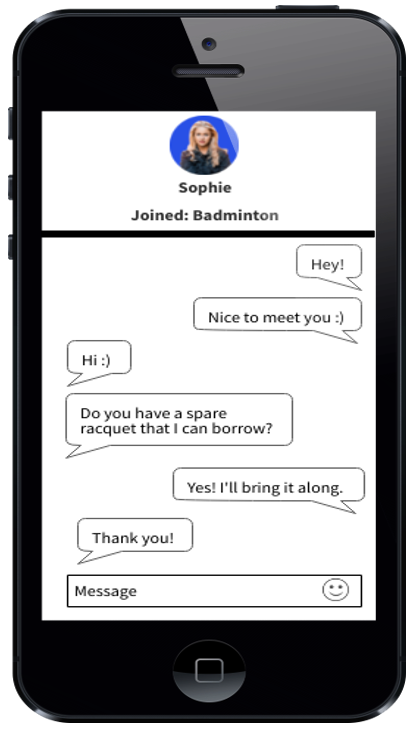 Sophie
Joined: Badminton
Hey!
Nice to meet you :)
Hi :)
Do you have a spare
racquet that I can borrow?
Yes! I'll bring it along.
Thank you!
Message